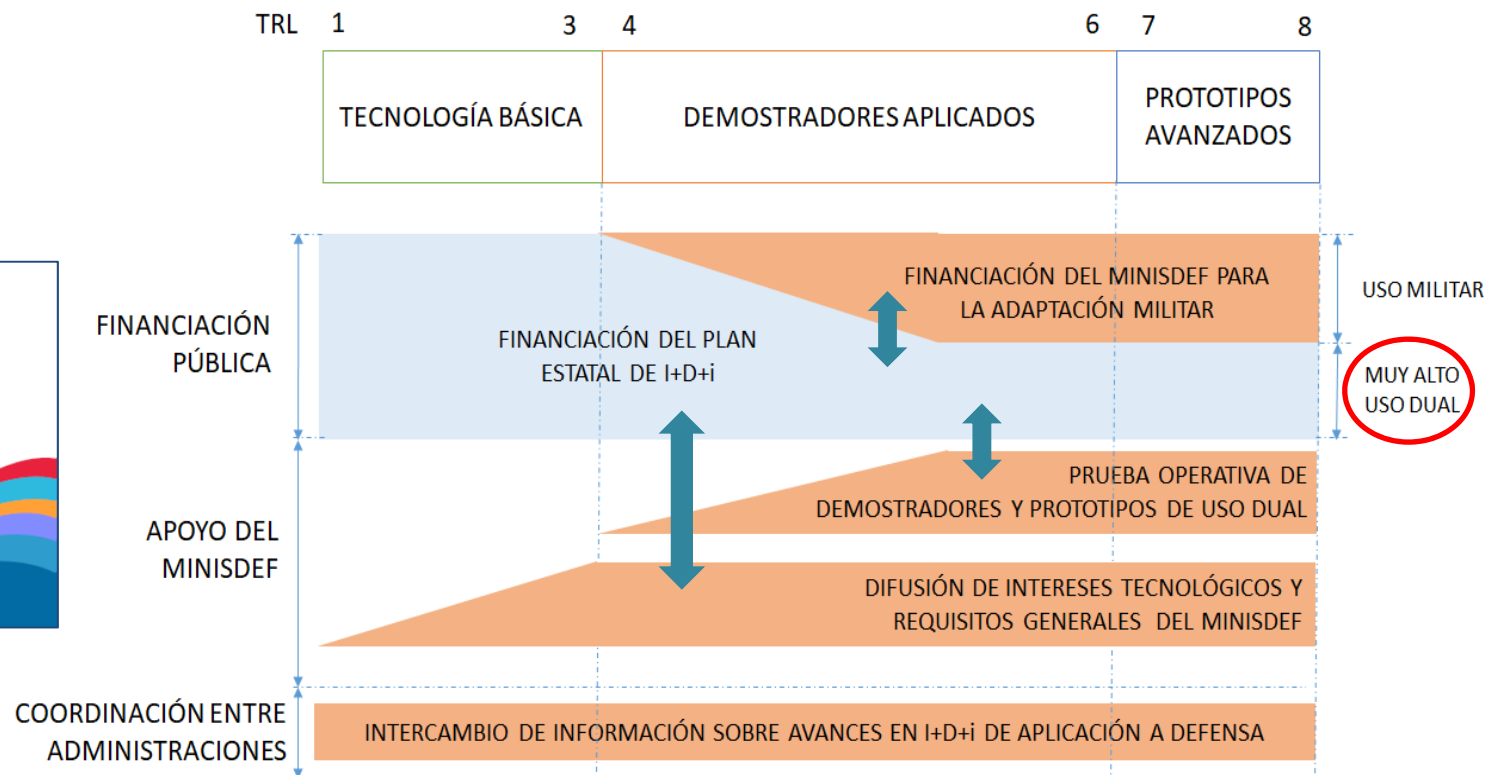 TRL 1 3 4 6 7 8
TECNOLOGÍA BÁSICA
DEMOSTRADORES APLICADOS
PROTOTIPOS
AVANZADOS
FINANCIACIÓN
PÚBLICA
FINANCIACIÓN DEL PLAN
ESTATAL DE I+D+i
FINANCIACIÓN DEL MINISDEF PARA
LA ADAPTACIÓN MILITAR
USO MILITAR
MUY ALTO
USO DUAL
APOYO DEL
MINISDEF
PRUEBA OPERATIVA DE
DEMOSTRADORES Y PROTOTIPOS DE USO DUAL
DIFUSIÓN DE INTERESES TECNOLÓGICOS Y
REQUISITOS GENERALES DEL MINISDEF
COORDINACIÓN ENTRE
ADMINISTRACIONES
INTERCAMBIO DE INFORMACIÓN SOBRE AVANCES EN I+D+i DE APLICACIÓN A DEFENSA